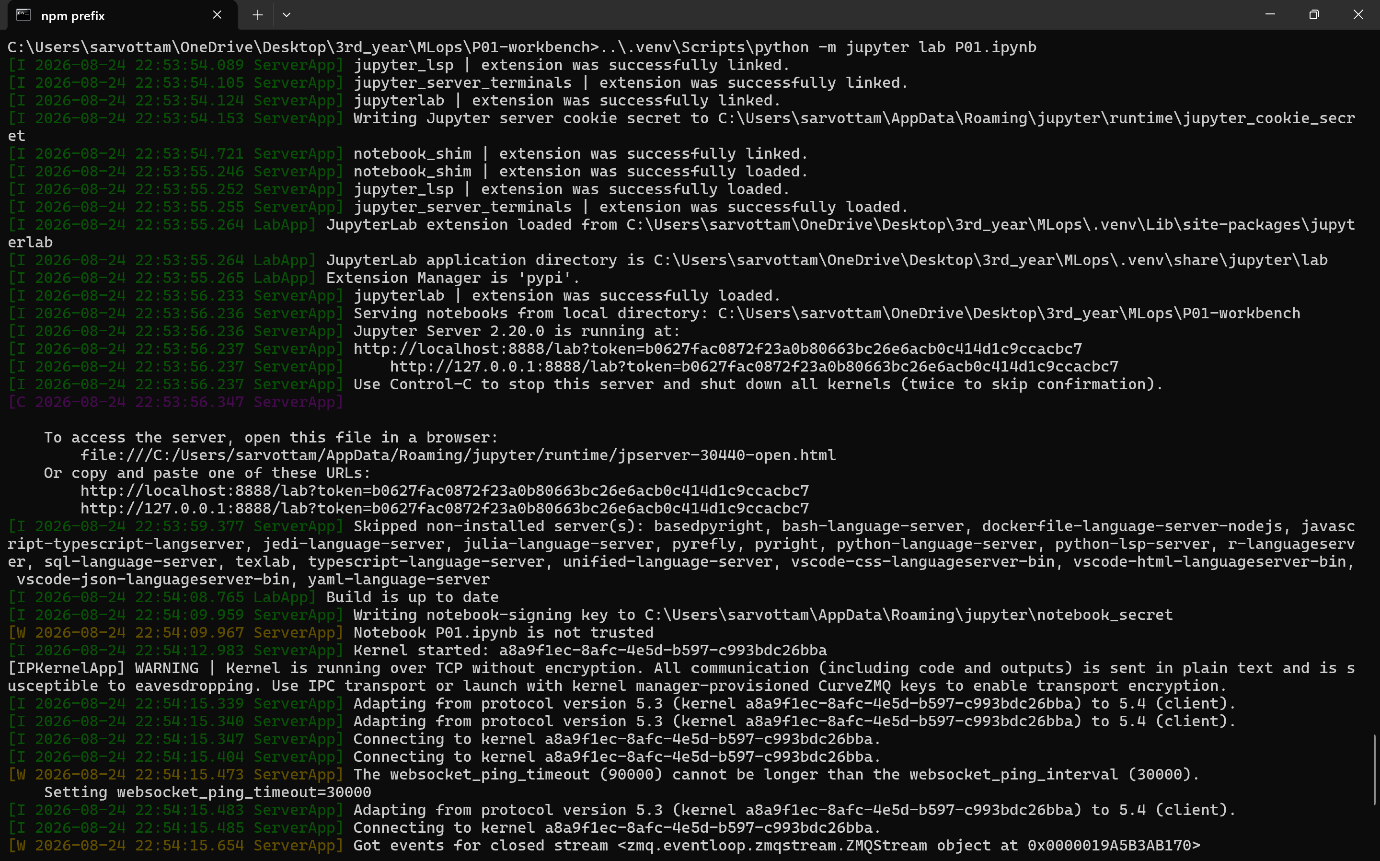 npm prefix
C:\Users\sarvottam\OneDrive\Desktop\3rd_year\MLops\P01-workbench>..\.venv\Scripts\python -m jupyter lab P01.ipynb
[I 2026-08-24 22:53:54.089 ServerApp] jupyter_lsp | extension was successfully linked.
[I 2026-08-24 22:53:54.105 ServerApp] jupyter_server_terminals | extension was successfully linked.
[I 2026-08-24 22:53:54.124 ServerApp] jupyterlab | extension was successfully linked.
[I 2026-08-24 22:53:54.153 ServerApp] Writing Jupyter server cookie secret to C:\Users\sarvottam\AppData\Roaming\jupyter\runtime\jupyter_cookie_secr
et
[I 2026-08-24 22:53:54.721 ServerApp] notebook_shim | extension was successfully linked.
[I 2026-08-24 22:53:55.246 ServerApp] notebook_shim | extension was successfully loaded.
[I 2026-08-24 22:53:55.252 ServerApp] jupyter_lsp | extension was successfully loaded.
[I 2026-08-24 22:53:55.255 ServerApp] jupyter_server_terminals | extension was successfully loaded.
[I 2026-08-24 22:53:55.264 LabApp] JupyterLab extension loaded from C:\Users\sarvottam\OneDrive\Desktop\3rd_year\MLops\.venv\Lib\site-packages\jupyt
erlab
[I 2026-08-24 22:53:55.264 LabApp] JupyterLab application directory is C:\Users\sarvottam\OneDrive\Desktop\3rd_year\MLops\.venv\share\jupyter\lab
[I 2026-08-24 22:53:55.265 LabApp] Extension Manager is 'pypi'.
[I 2026-08-24 22:53:56.233 ServerApp] jupyterlab | extension was successfully loaded.
[I 2026-08-24 22:53:56.236 ServerApp] Serving notebooks from local directory: C:\Users\sarvottam\OneDrive\Desktop\3rd_year\MLops\P01-workbench
[I 2026-08-24 22:53:56.236 ServerApp] Jupyter Server 2.20.0 is running at:
[I 2026-08-24 22:53:56.237 ServerApp] http://localhost:8888/lab?token=b0627fac0872f23a0b80663bc26e6acb0c414d1c9ccacbc7
[I 2026-08-24 22:53:56.237 ServerApp]     http://127.0.0.1:8888/lab?token=b0627fac0872f23a0b80663bc26e6acb0c414d1c9ccacbc7
[I 2026-08-24 22:53:56.237 ServerApp] Use Control-C to stop this server and shut down all kernels (twice to skip confirmation).
[C 2026-08-24 22:53:56.347 ServerApp]
    To access the server, open this file in a browser:
        file:///C:/Users/sarvottam/AppData/Roaming/jupyter/runtime/jpserver-30440-open.html
    Or copy and paste one of these URLs:
        http://localhost:8888/lab?token=b0627fac0872f23a0b80663bc26e6acb0c414d1c9ccacbc7
        http://127.0.0.1:8888/lab?token=b0627fac0872f23a0b80663bc26e6acb0c414d1c9ccacbc7
[I 2026-08-24 22:53:59.377 ServerApp] Skipped non-installed server(s): basedpyright, bash-language-server, dockerfile-language-server-nodejs, javasc
ript-typescript-langserver, jedi-language-server, julia-language-server, pyrefly, pyright, python-language-server, python-lsp-server, r-languageserv
er, sql-language-server, texlab, typescript-language-server, unified-language-server, vscode-css-languageserver-bin, vscode-html-languageserver-bin,
 vscode-json-languageserver-bin, yaml-language-server
[I 2026-08-24 22:54:08.765 LabApp] Build is up to date
[I 2026-08-24 22:54:09.959 ServerApp] Writing notebook-signing key to C:\Users\sarvottam\AppData\Roaming\jupyter\notebook_secret
[W 2026-08-24 22:54:09.967 ServerApp] Notebook P01.ipynb is not trusted
[I 2026-08-24 22:54:12.983 ServerApp] Kernel started: a8a9f1ec-8afc-4e5d-b597-c993bdc26bba
[IPKernelApp] WARNING | Kernel is running over TCP without encryption. All communication (including code and outputs) is sent in plain text and is s
usceptible to eavesdropping. Use IPC transport or launch with kernel manager-provisioned CurveZMQ keys to enable transport encryption.
[I 2026-08-24 22:54:15.339 ServerApp] Adapting from protocol version 5.3 (kernel a8a9f1ec-8afc-4e5d-b597-c993bdc26bba) to 5.4 (client).
[I 2026-08-24 22:54:15.340 ServerApp] Adapting from protocol version 5.3 (kernel a8a9f1ec-8afc-4e5d-b597-c993bdc26bba) to 5.4 (client).
[I 2026-08-24 22:54:15.347 ServerApp] Connecting to kernel a8a9f1ec-8afc-4e5d-b597-c993bdc26bba.
[I 2026-08-24 22:54:15.404 ServerApp] Connecting to kernel a8a9f1ec-8afc-4e5d-b597-c993bdc26bba.
[W 2026-08-24 22:54:15.473 ServerApp] The websocket_ping_timeout (90000) cannot be longer than the websocket_ping_interval (30000).
    Setting websocket_ping_timeout=30000
[I 2026-08-24 22:54:15.483 ServerApp] Adapting from protocol version 5.3 (kernel a8a9f1ec-8afc-4e5d-b597-c993bdc26bba) to 5.4 (client).
[I 2026-08-24 22:54:15.485 ServerApp] Connecting to kernel a8a9f1ec-8afc-4e5d-b597-c993bdc26bba.
[W 2026-08-24 22:54:15.654 ServerApp] Got events for closed stream <zmq.eventloop.zmqstream.ZMQStream object at 0x0000019A5B3AB170>